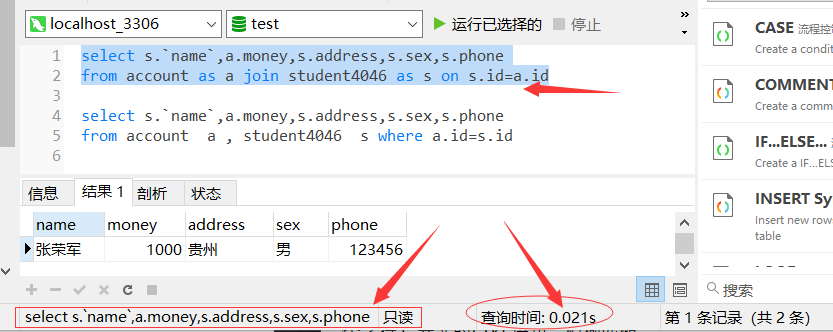 localhost_3306
test
运行已选择的
停止
1 select s.`name`,a.money,s.address,s.sex,s.phone
2 from account as a join student4046 as s on s.id=a.id
3
4 select s.`name`,a.money,s.address,s.sex,s.phone
5 from account a , student4046 s where a.id=s.id
6
信息 结果 1 剖析 状态
name money address sex phone
张荣军 1000 贵州 男 123456
select s.`name`,a.money,s.address,s.sex,s.phone 只读 查询时间: 0.021s 第 1 条记录 (共 2 条)
CASE 流程控
Create a condit
COMMENT
Create a comme
IF...ELSE...
Create a IF...EL
INSERT Sy
Insert new rows
table
搜索